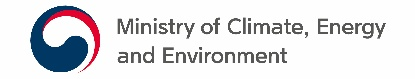 Ministry of Climate, Energy
and Environment